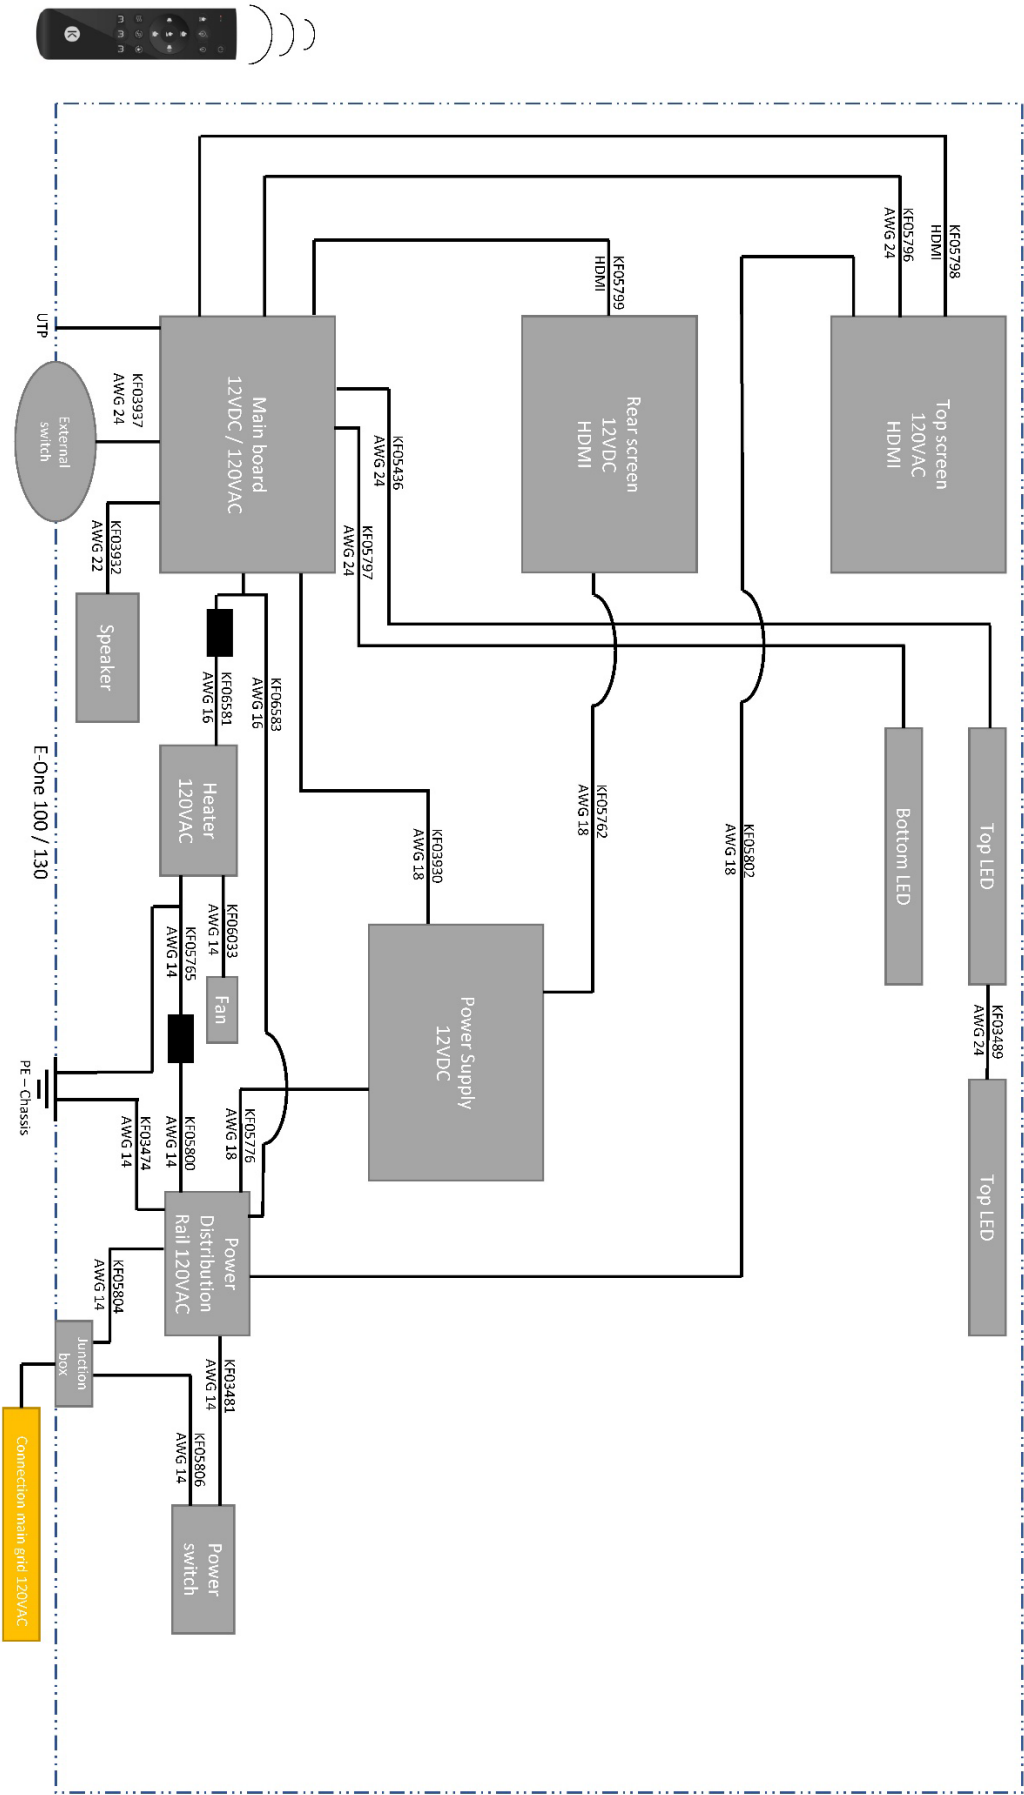 K
KF05798
HDMI
KF05796
AWG 24
Top screen
120VAC
HDMI
KF05802
AWG 18
Top LED
KF03489
AWG 24
Top LED
Bottom LED
KF05799
HDMI
Rear screen
12VDC
HDMI
KF05762
AWG 18
KF05436
AWG 24
KF05797
AWG 24
KF03930
AWG 18
Power Supply
12VDC
Main board
12VDC / 120VAC
KF06583
AWG 16
KF06581
AWG 16
Heater
120VAC
KF06033
AWG 14
Fan
KF05765
AWG 14
KF05776
AWG 18
KF05800
AWG 14
KF03474
AWG 14
Power
Distribution
Rail 120VAC
KF03481
AWG 14
Power
switch
KF05806
AWG 14
KF05804
AWG 14
Junction
box
Connection main grid 120VAC
UTP
KF03937
AWG 24
External
switch
KF03932
AWG 22
Speaker
E-One 100 / 130
PE – Chassis